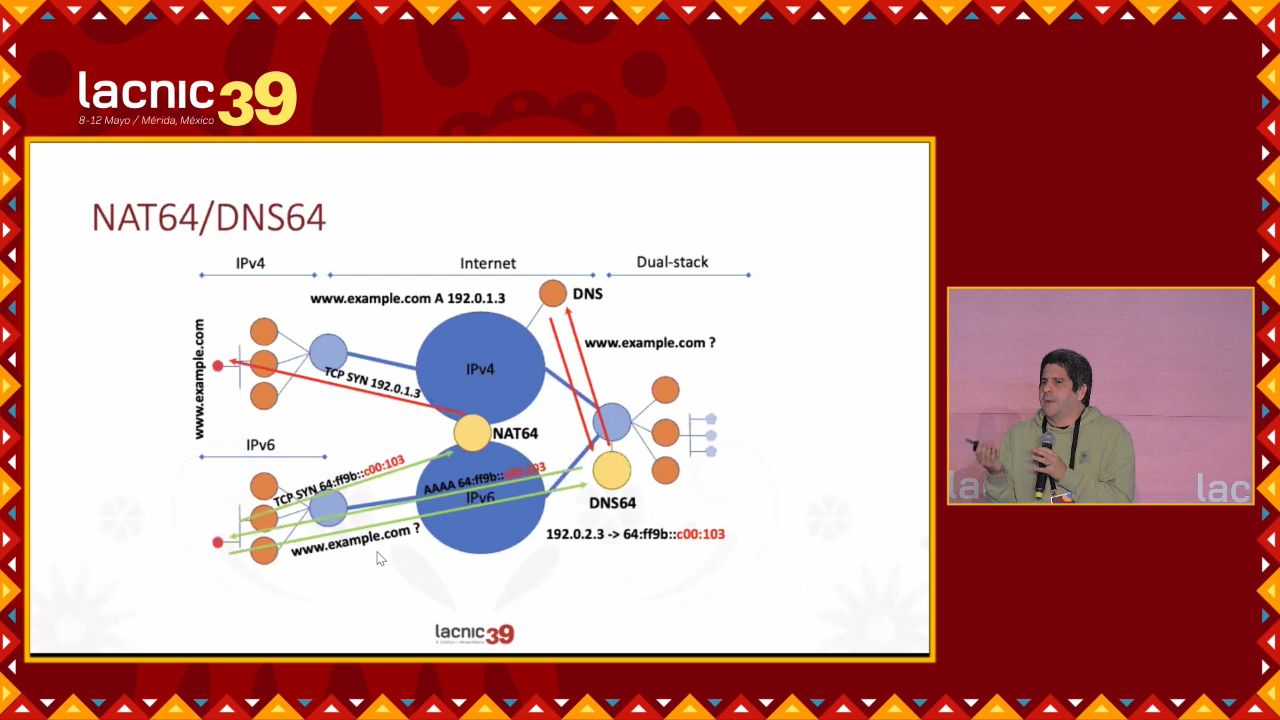 lacnic39
8-12 Mayo / Mérida, México
NAT64/DNS64
IPv4
Internet
Dual-stack
www.example.com A 192.0.1.3
DNS
www.example.com ?
www.example.com
IPv4
TCP SYN 192.0.1.3
NAT64
IPv6
TCP SYN 64:ff9b::c00:103
AAAA 64:ff9b::c00:103
IPv6
DNS64
www.example.com ?
192.0.2.3 -> 64:ff9b::c00:103
lacnic39
la
lac